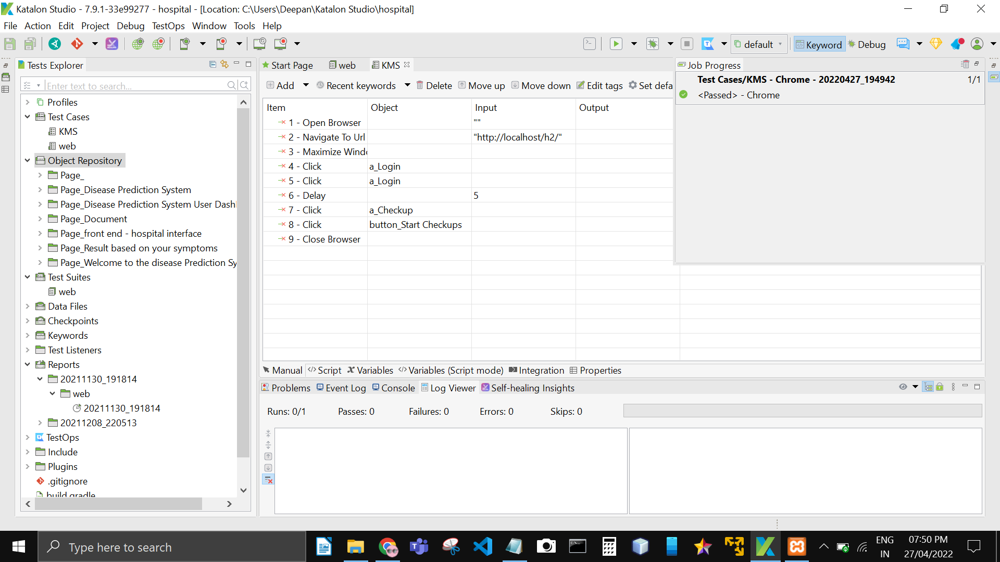 Katalon Studio - 7.9.1-33e99277 - hospital - [Location: C:\Users\Deepan\Katalon Studio\hospital]
File Action Edit Project Debug TestOps Window Tools Help
default Keyword Debug
Tests Explorer
Enter text to search...
Profiles
Test Cases
KMS
web
Object Repository
Page_
Page_Disease Prediction System
Page_Disease Prediction System User Dash
Page_Document
Page_front end - hospital interface
Page_Result based on your symptoms
Page_Welcome to the disease Prediction Sy
Test Suites
web
Data Files
Checkpoints
Keywords
Test Listeners
Reports
20211130_191814
web
20211130_191814
20211208_220513
TestOps
Include
Plugins
.gitignore
build.gradle
Start Page web KMS
Add Recent keywords Delete Move up Move down Edit tags Set defa
Item Object Input Output
1 - Open Browser ""
2 - Navigate To Url "http://localhost/h2/"
3 - Maximize Wind
4 - Click a_Login
5 - Click a_Login
6 - Delay 5
7 - Click a_Checkup
8 - Click button_Start Checkups
9 - Close Browser
Manual Script Variables Variables (Script mode) Integration Properties
Job Progress
Test Cases/KMS - Chrome - 20220427_194942 1/1
<Passed> - Chrome
Problems Event Log Console Log Viewer Self-healing Insights
Runs: 0/1 Passes: 0 Failures: 0 Errors: 0 Skips: 0
Type here to search
ENG
IN
07:50 PM
27/04/2022